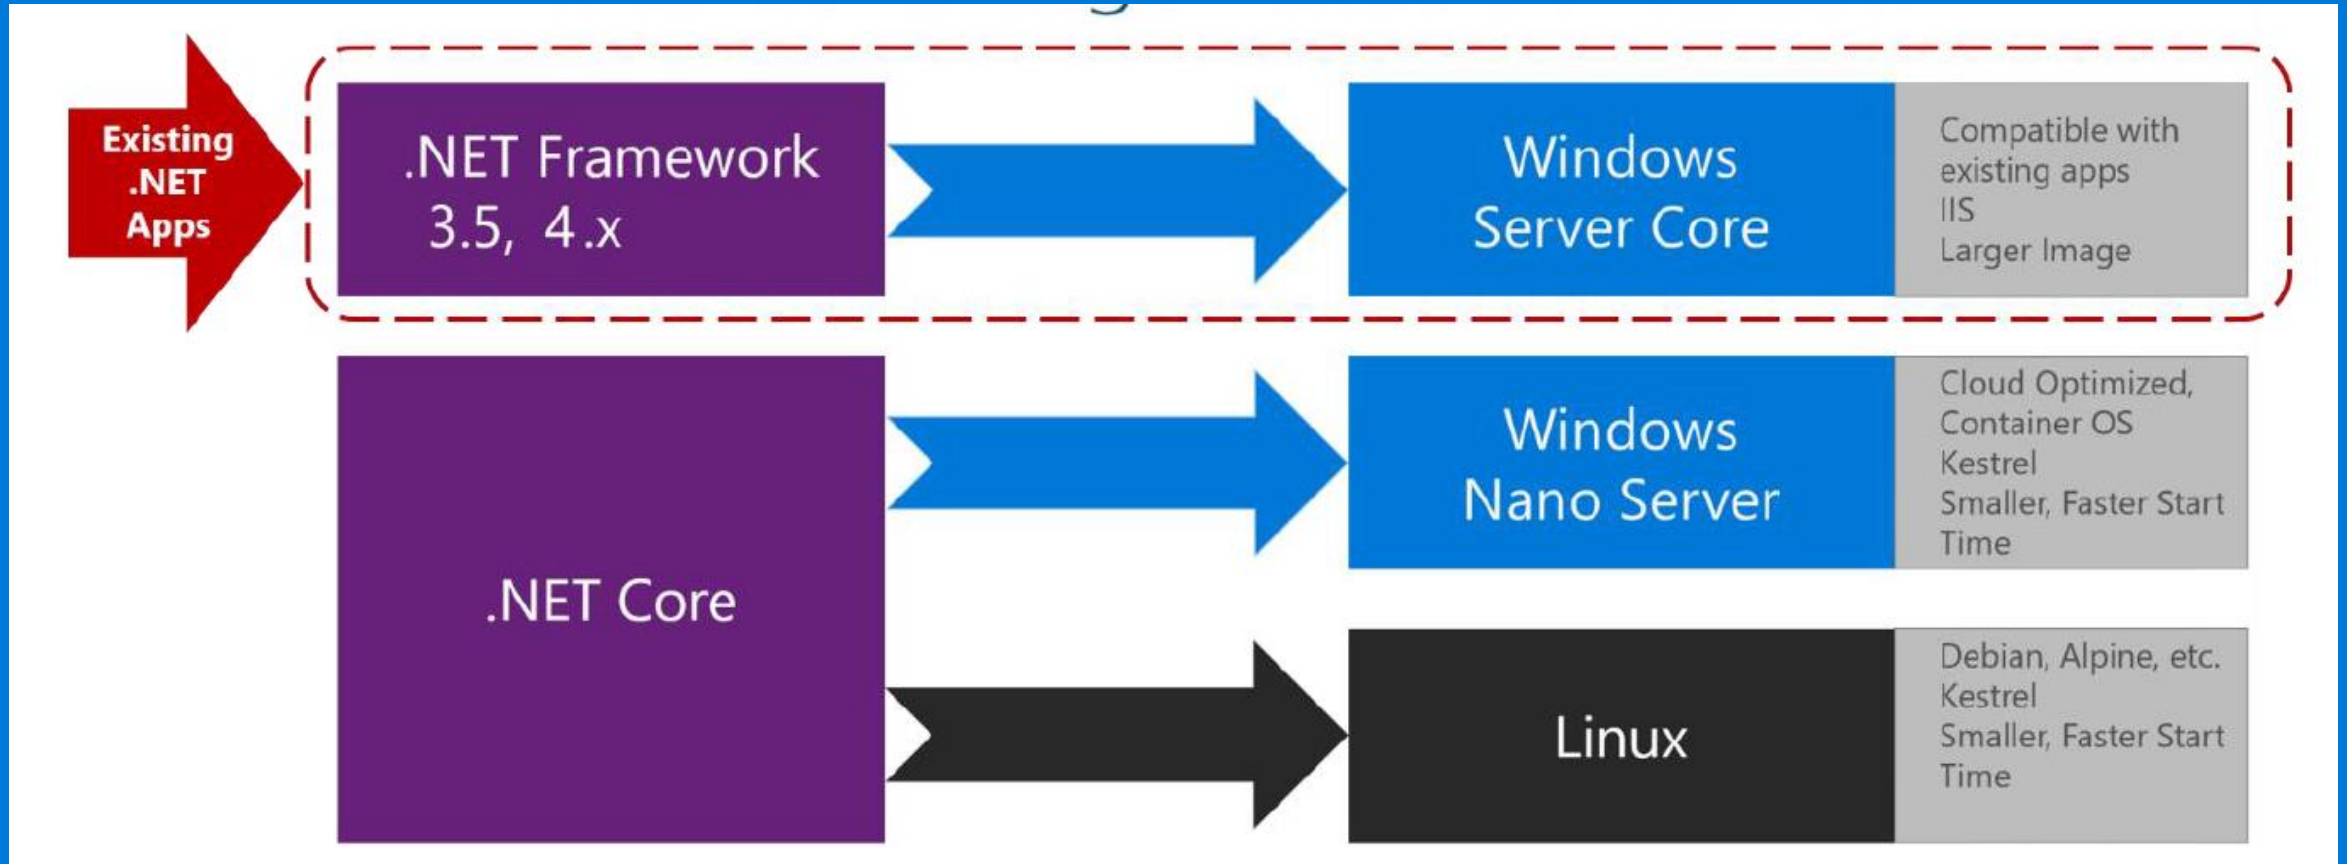 Existing
.NET
Apps
.NET Framework
3.5, 4.x
Windows
Server Core
Compatible with
existing apps
IIS
Larger Image
.NET Core
Windows
Nano Server
Cloud Optimized,
Container OS
Kestrel
Smaller, Faster Start
Time
Linux
Debian, Alpine, etc.
Kestrel
Smaller, Faster Start
Time